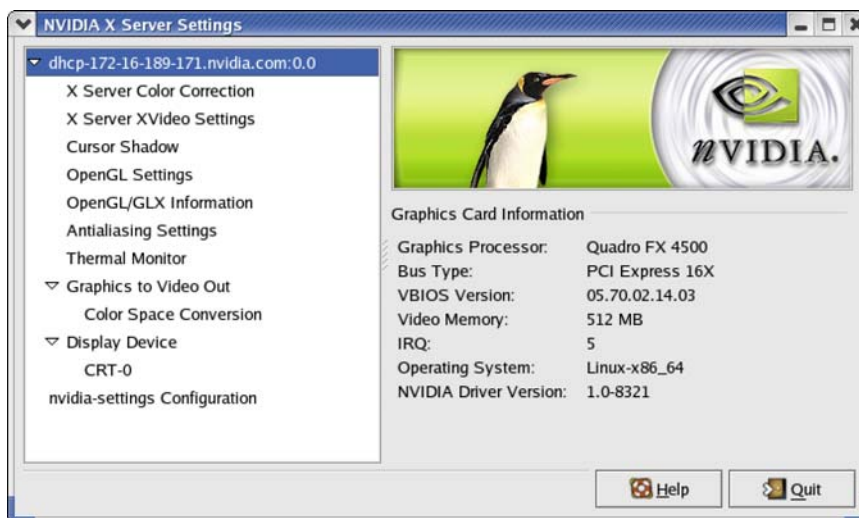 NVIDIA X Server Settings
dhcp-172-16-189-171.nvidia.com:0.0
X Server Color Correction
X Server XVideo Settings
Cursor Shadow
OpenGL Settings
OpenGL/GLX Information
Antialiasing Settings
Thermal Monitor
Graphics to Video Out
Color Space Conversion
Display Device
CRT-0
nvidia-settings Configuration
nVIDIA.
Graphics Card Information
Graphics Processor: Quadro FX 4500
Bus Type: PCI Express 16X
VBIOS Version: 05.70.02.14.03
Video Memory: 512 MB
IRQ: 5
Operating System: Linux-x86_64
NVIDIA Driver Version: 1.0-8321
Help
Quit